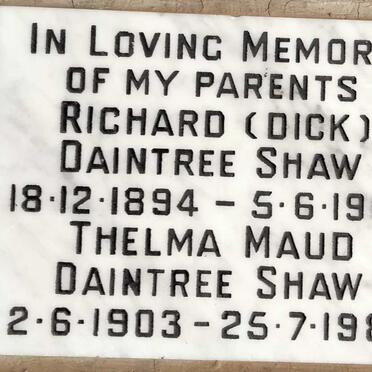 IN LOVING MEMOR
OF MY PARENTS
RICHARD (DICK)
DAINTREE SHAW
18·12·1894 – 5·6·19
THELMA MAUD
DAINTREE SHAW
2·6·1903 – 25·7·198